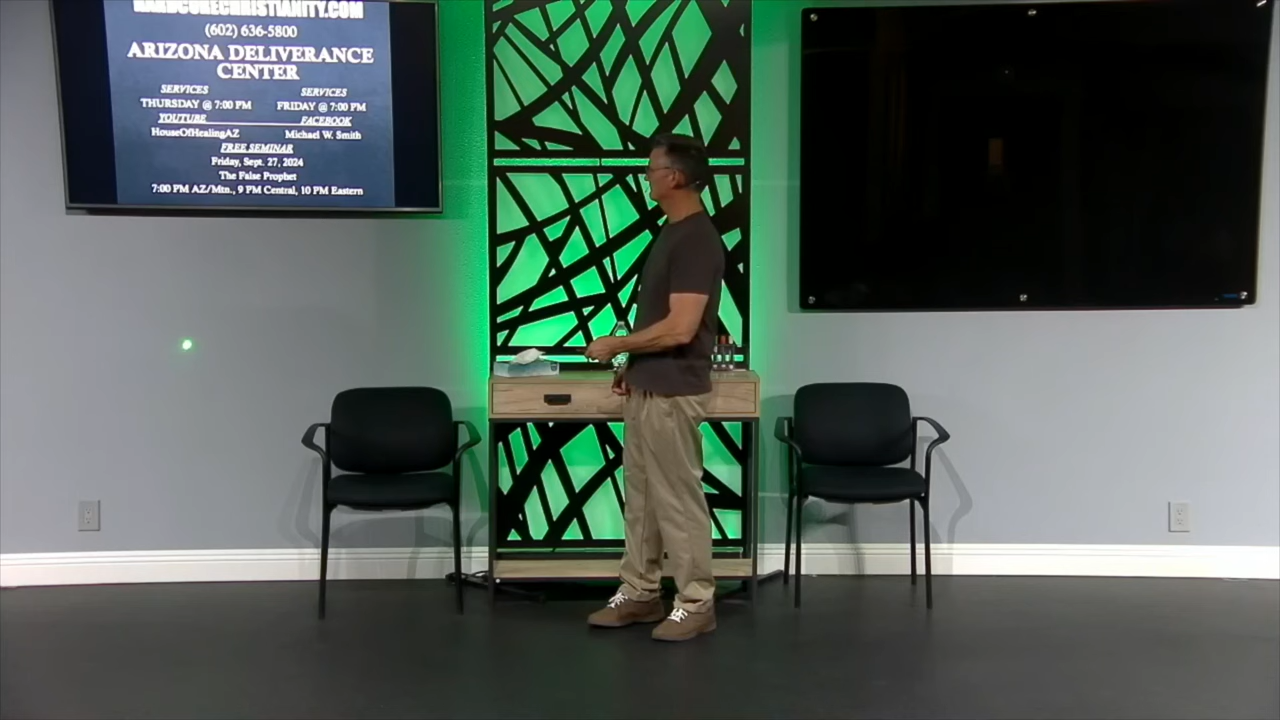 HARDCORECHRISTIANITY.COM
(602) 636-5800
ARIZONA DELIVERANCE
CENTER
SERVICES SERVICES
THURSDAY @ 7:00 PM FRIDAY @ 7:00 PM
YOUTUBE FACEBOOK
HouseOfHealingAZ Michael W. Smith
FREE SEMINAR
Friday, Sept. 27, 2024
The False Prophet
7:00 PM AZ/Mtn., 9 PM Central, 10 PM Eastern